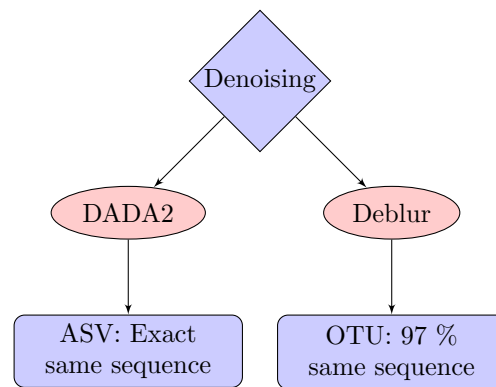 Denoising
DADA2
Deblur
ASV: Exact
same sequence
OTU: 97 %
same sequence